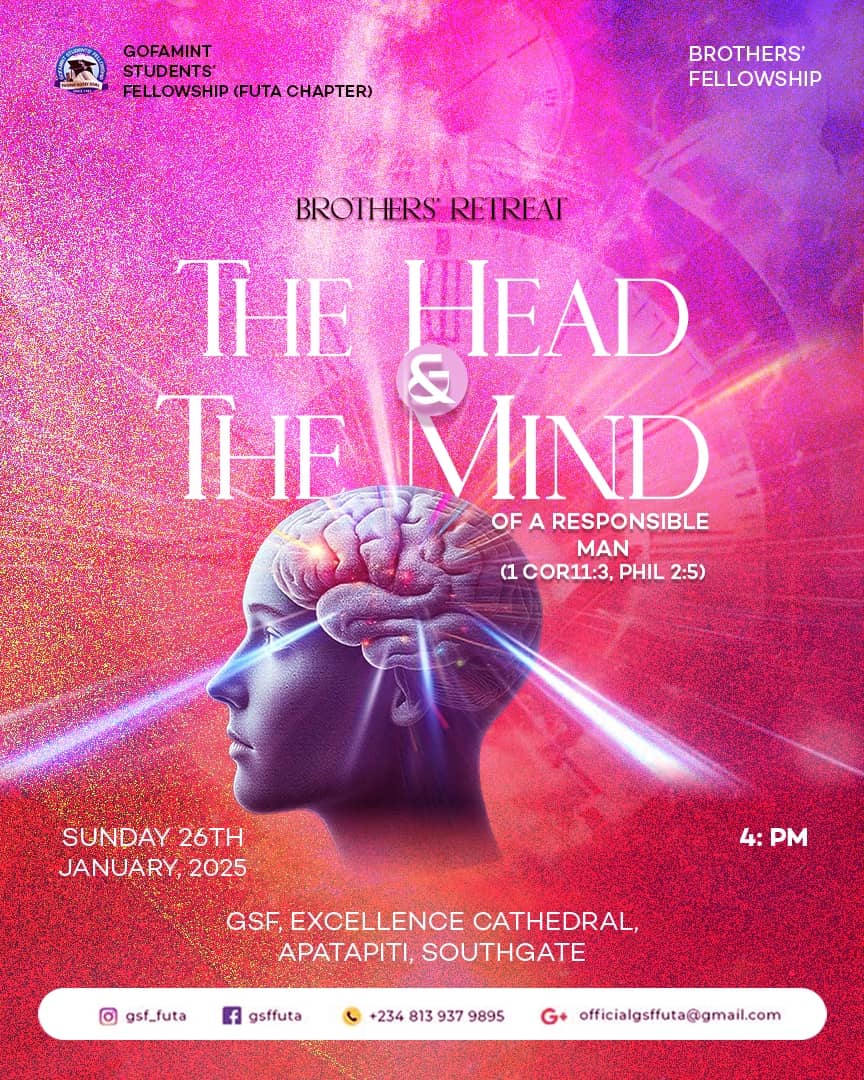 GOFAMINT
STUDENTS'
FELLOWSHIP (FUTA CHAPTER)
BROTHERS'
FELLOWSHIP
BROTHERS' RETREAT
THE HEAD
&
THE MIND
OF A RESPONSIBLE
MAN
(1 COR11:3, PHIL 2:5)
SUNDAY 26TH
JANUARY, 2025
4: PM
GSF, EXCELLENCE CATHEDRAL,
APATAPITI, SOUTHGATE
gsf_futa gsffuta +234 813 937 9895 G+ officialgsffuta@gmail.com